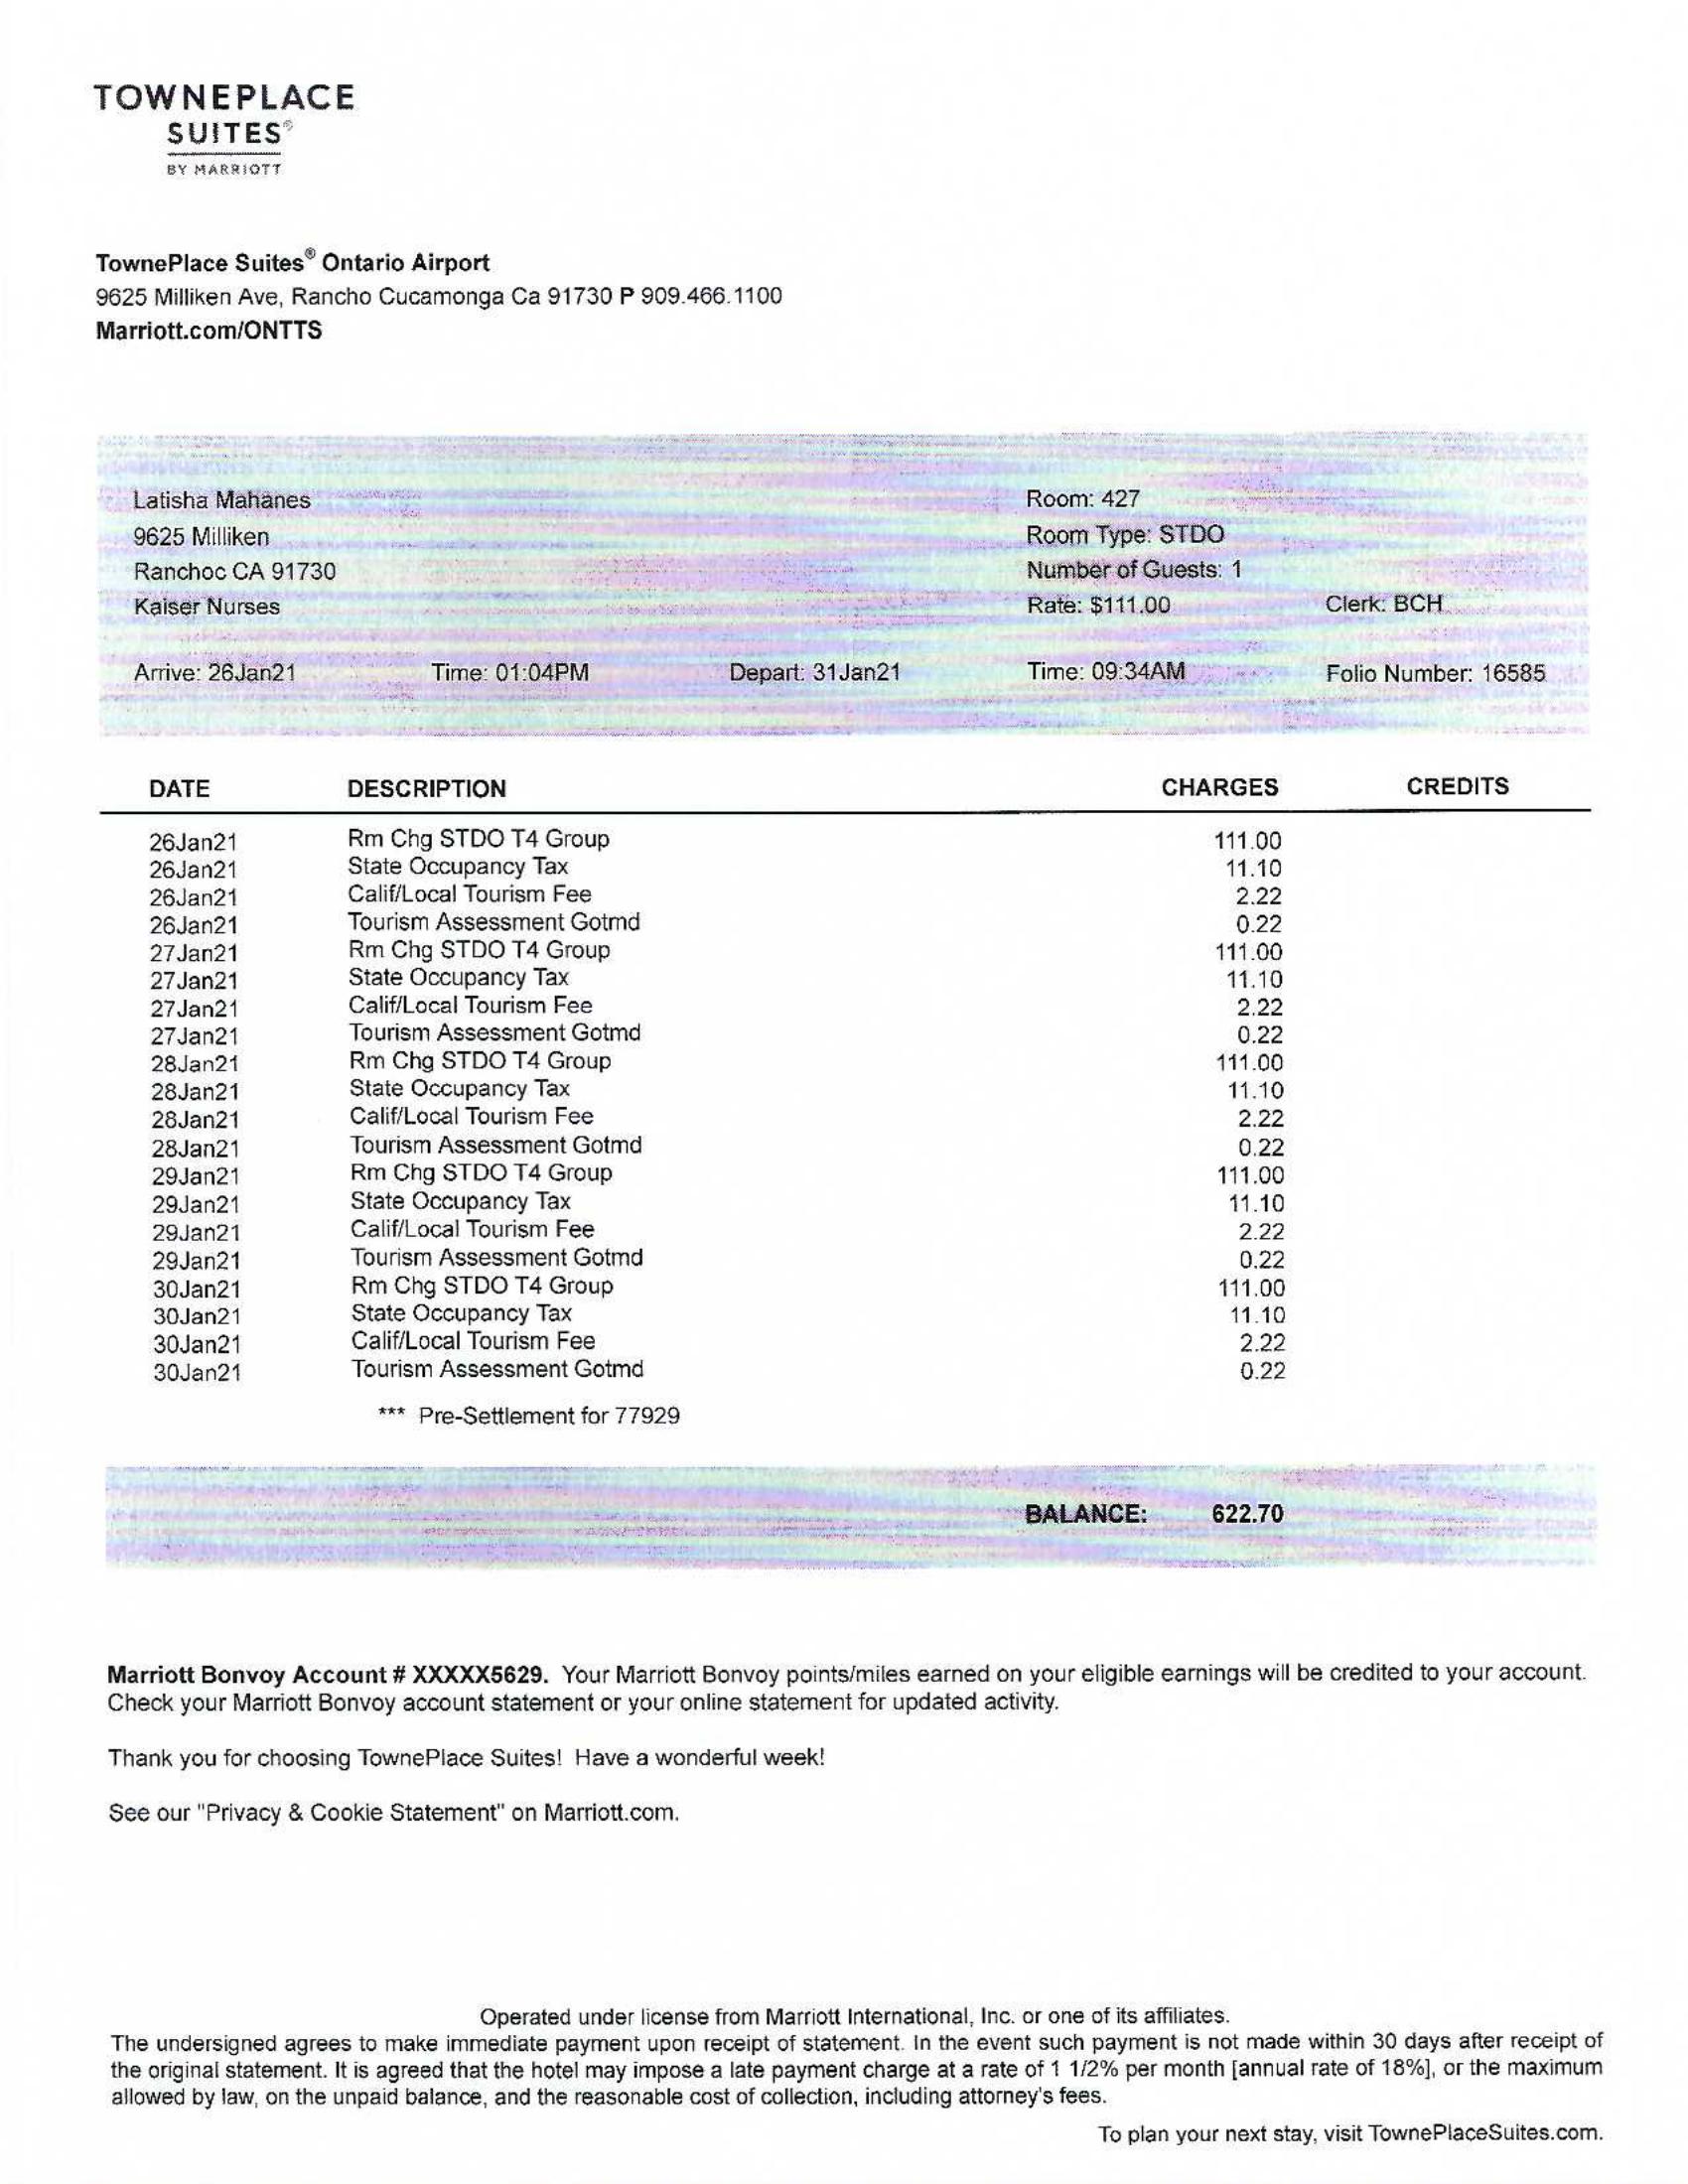 TOWNEPLACE
SUITES®
BY MARRIOTT
TownePlace Suites® Ontario Airport
9625 Milliken Ave, Rancho Cucamonga Ca 91730 P 909.466.1100
Marriott.com/ONTTS
Latisha Mahanes Room: 427
9625 Milliken Room Type: STDO
Ranchoc CA 91730 Number of Guests: 1
Kaiser Nurses Rate: $111.00 Clerk: BCH
Arrive: 26Jan21 Time: 01:04PM Depart: 31Jan21 Time: 09:34AM Folio Number: 16585
DATE DESCRIPTION CHARGES CREDITS
26Jan21 Rm Chg STDO T4 Group 111.00
26Jan21 State Occupancy Tax 11.10
26Jan21 Calif/Local Tourism Fee 2.22
26Jan21 Tourism Assessment Gotmd 0.22
27Jan21 Rm Chg STDO T4 Group 111.00
27Jan21 State Occupancy Tax 11.10
27Jan21 Calif/Local Tourism Fee 2.22
27Jan21 Tourism Assessment Gotmd 0.22
28Jan21 Rm Chg STDO T4 Group 111.00
28Jan21 State Occupancy Tax 11.10
28Jan21 Calif/Local Tourism Fee 2.22
28Jan21 Tourism Assessment Gotmd 0.22
29Jan21 Rm Chg STDO T4 Group 111.00
29Jan21 State Occupancy Tax 11.10
29Jan21 Calif/Local Tourism Fee 2.22
29Jan21 Tourism Assessment Gotmd 0.22
30Jan21 Rm Chg STDO T4 Group 111.00
30Jan21 State Occupancy Tax 11.10
30Jan21 Calif/Local Tourism Fee 2.22
30Jan21 Tourism Assessment Gotmd 0.22
*** Pre-Settlement for 77929
BALANCE: 622.70
Marriott Bonvoy Account # XXXXX5629. Your Marriott Bonvoy points/miles earned on your eligible earnings will be credited to your account.
Check your Marriott Bonvoy account statement or your online statement for updated activity.
Thank you for choosing TownePlace Suites! Have a wonderful week!
See our "Privacy & Cookie Statement" on Marriott.com.
Operated under license from Marriott International, Inc. or one of its affiliates.
The undersigned agrees to make immediate payment upon receipt of statement. In the event such payment is not made within 30 days after receipt of
the original statement. It is agreed that the hotel may impose a late payment charge at a rate of 1 1/2% per month [annual rate of 18%], or the maximum
allowed by law, on the unpaid balance, and the reasonable cost of collection, including attorney's fees.
To plan your next stay, visit TownePlaceSuites.com.